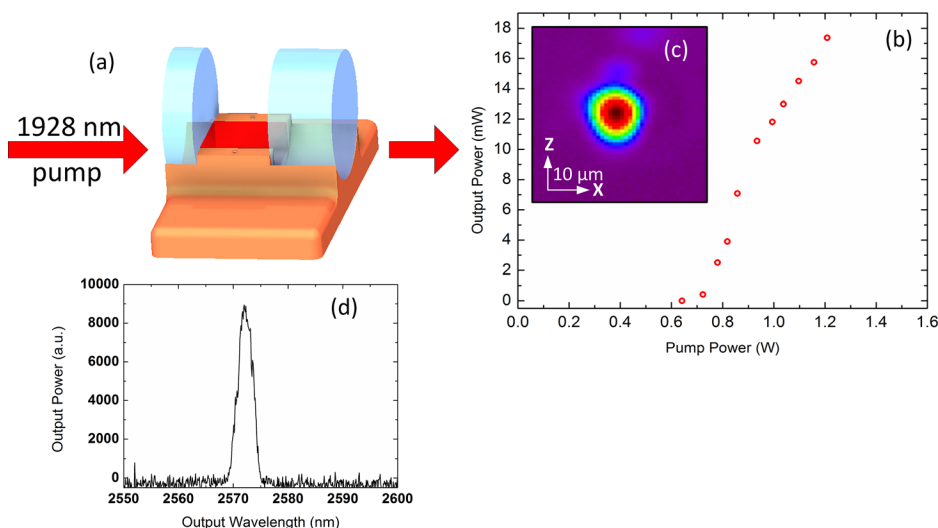 (a)
1928 nm
pump
(b)
Output Power (mW)
18
16
14
12
10
8
6
4
2
0
0.0 0.2 0.4 0.6 0.8 1.0 1.2 1.4 1.6
Pump Power (W)
(c)
Z
10 µm
X
(d)
Output Power (a.u.)
10000
8000
6000
4000
2000
0
2550 2560 2570 2580 2590 2600
Output Wavelength (nm)